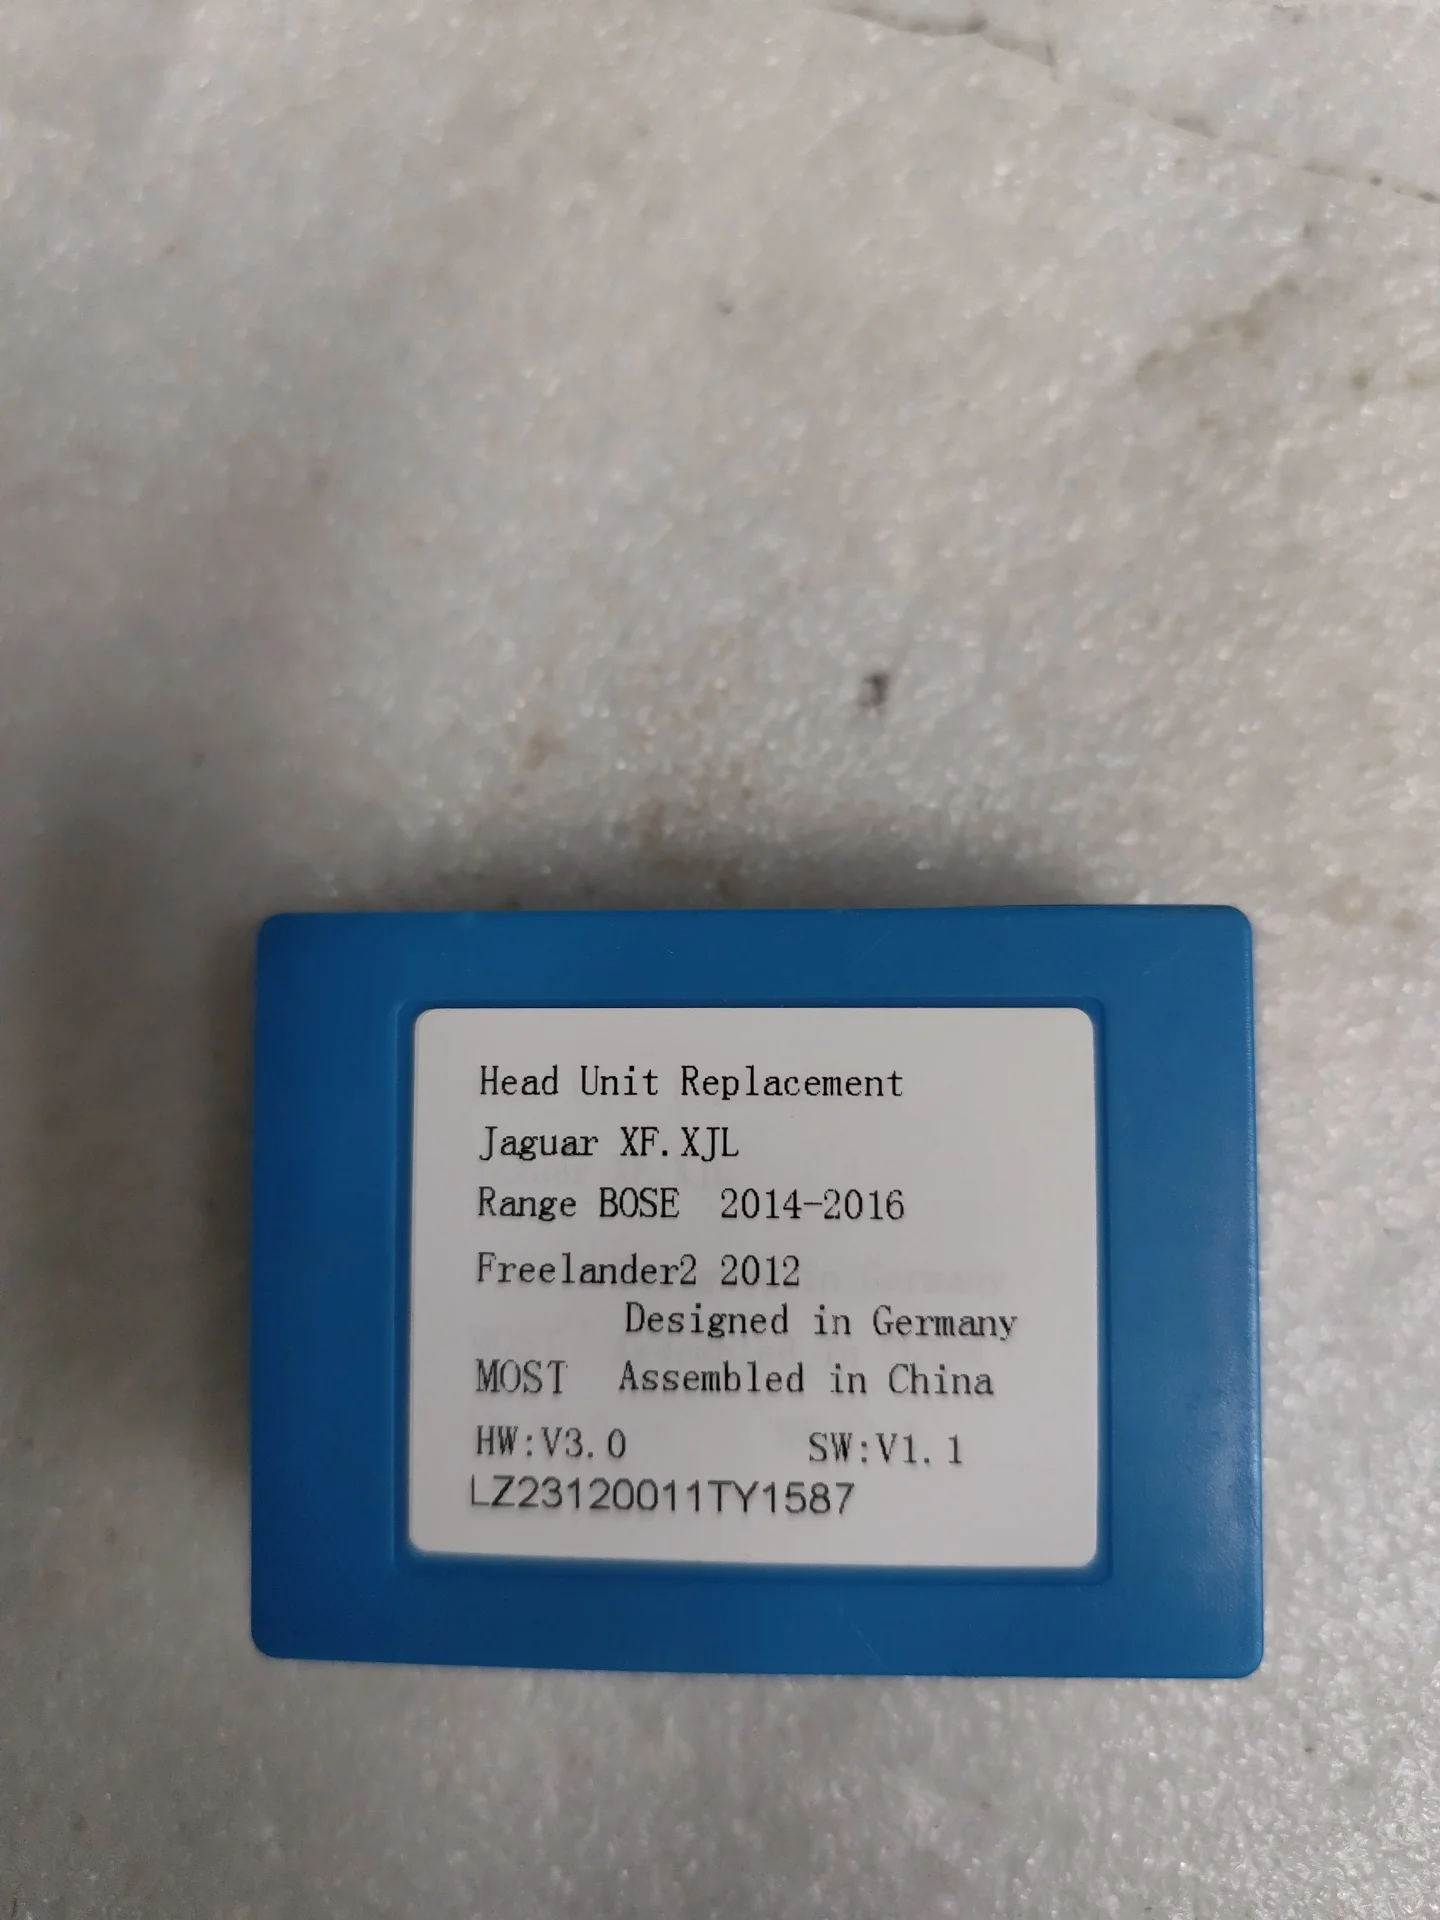 Head Unit Replacement
Jaguar XF.XJL
Range BOSE 2014-2016
Freelander2 2012
Designed in Germany
MOST Assembled in China
HW:V3.0 SW:V1.1
LZ23120011TY1587